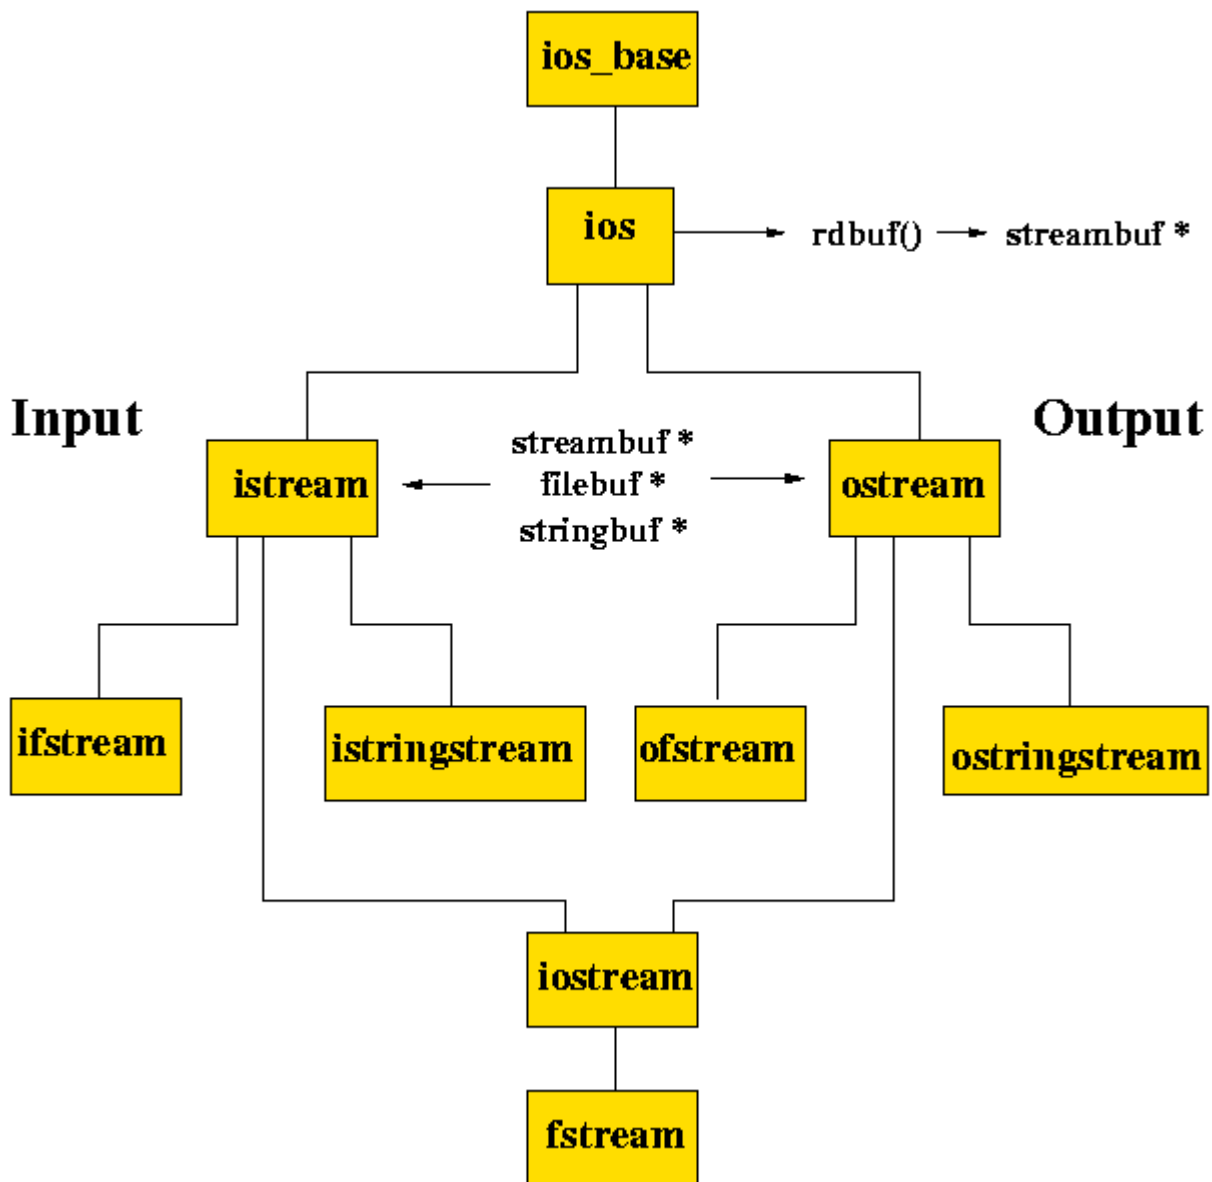 ios_base
ios
rdbuf()
streambuf *
Input
Output
streambuf *
filebuf *
stringbuf *
istream
ostream
ifstream
istringstream
ofstream
ostringstream
iostream
fstream